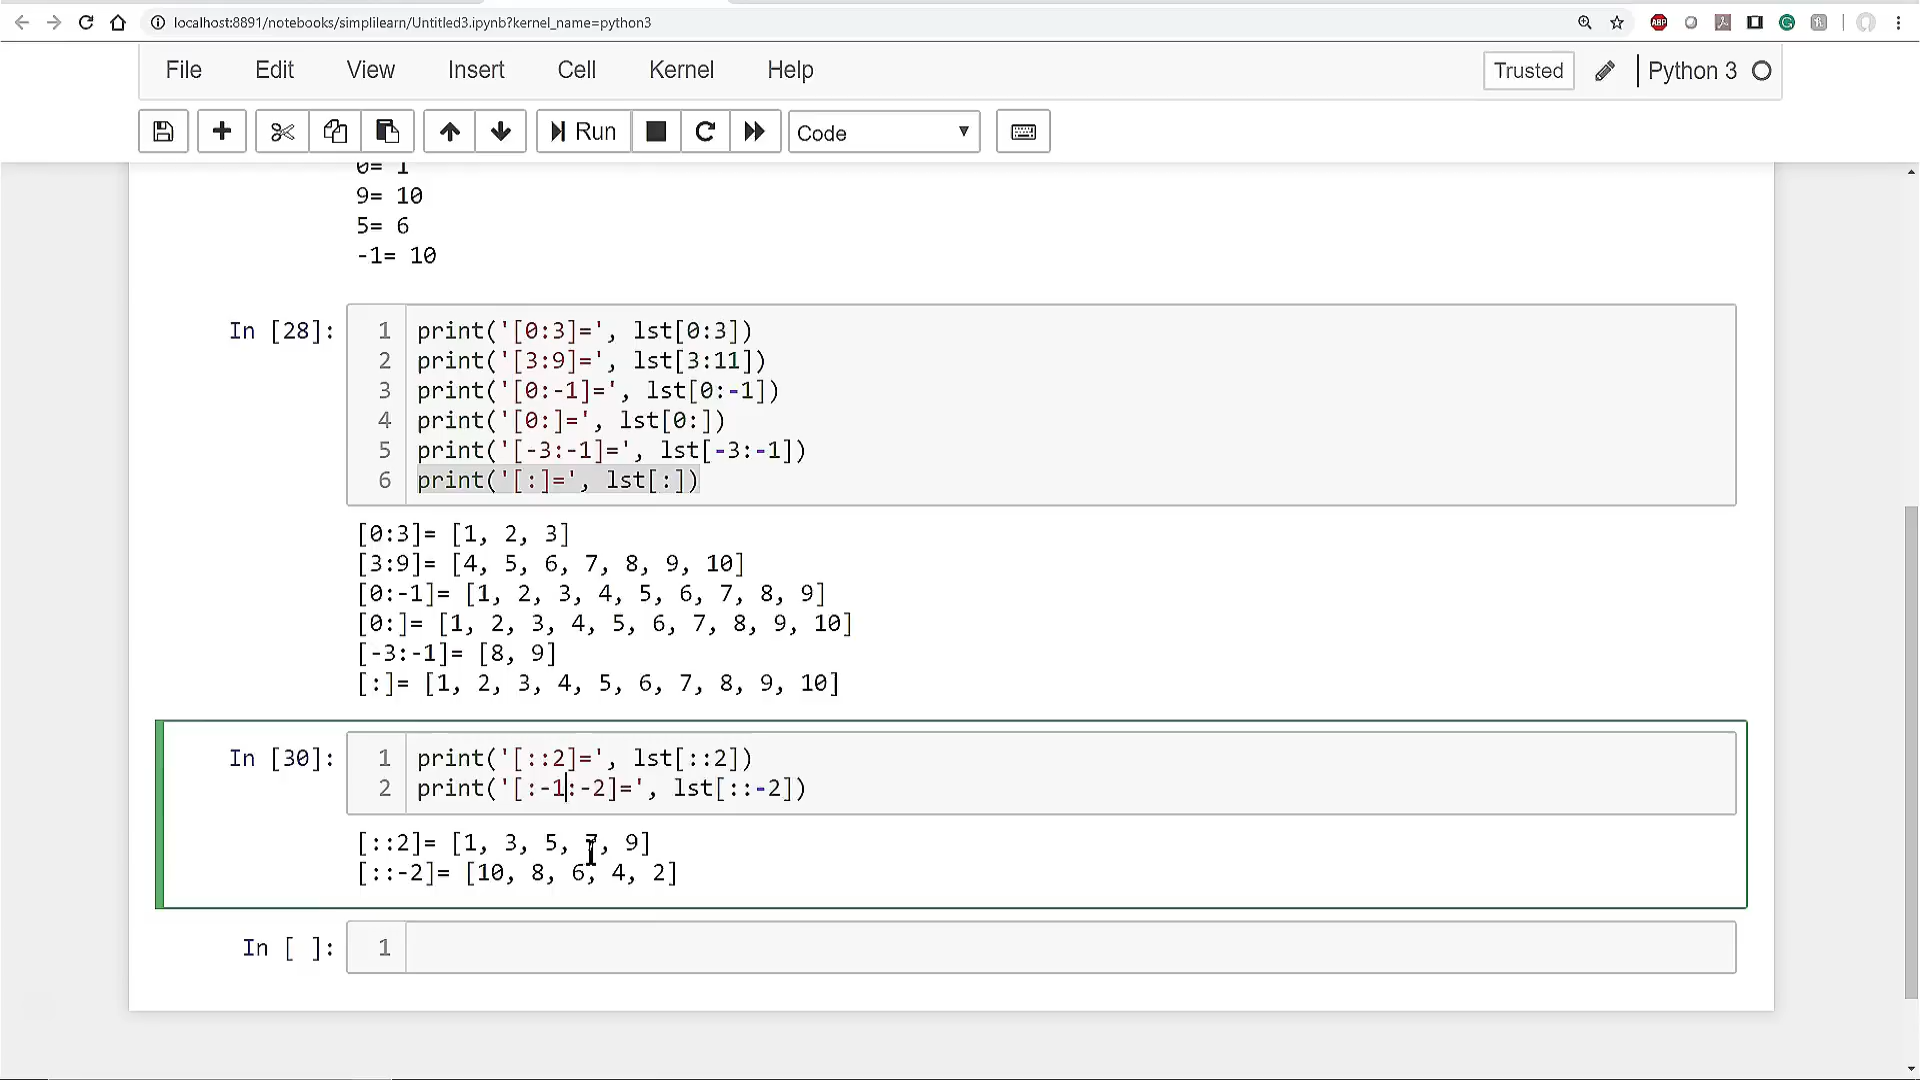 localhost:8891/notebooks/simplilearn/Untitled3.ipynb?kernel_name=python3
ABP
File Edit View Insert Cell Kernel Help
Trusted Python 3
Run Code
0= 1
9= 10
5= 6
-1= 10
In [28]:
1 print('[0:3]=', lst[0:3])
2 print('[3:9]=', lst[3:11])
3 print('[0:-1]=', lst[0:-1])
4 print('[0:]=', lst[0:])
5 print('[-3:-1]=', lst[-3:-1])
6 print('[:]=', lst[:])
[0:3]= [1, 2, 3]
[3:9]= [4, 5, 6, 7, 8, 9, 10]
[0:-1]= [1, 2, 3, 4, 5, 6, 7, 8, 9]
[0:]= [1, 2, 3, 4, 5, 6, 7, 8, 9, 10]
[-3:-1]= [8, 9]
[:]= [1, 2, 3, 4, 5, 6, 7, 8, 9, 10]
In [30]:
1 print('[::2]=', lst[::2])
2 print('[:-1:-2]=', lst[::-2])
[::2]= [1, 3, 5, 7, 9]
[::-2]= [10, 8, 6, 4, 2]
In [ ]:
1